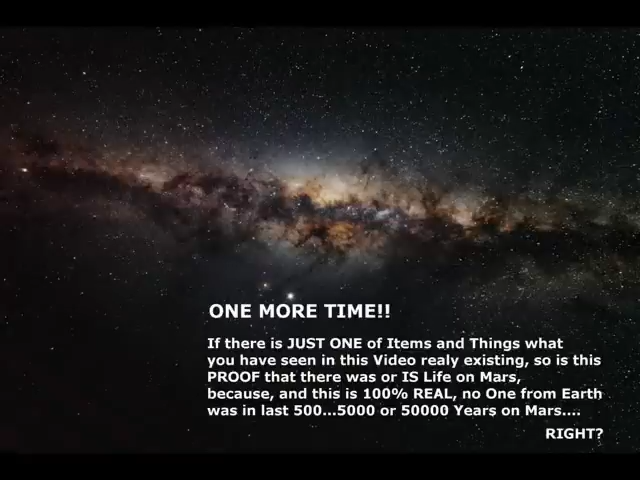 ONE MORE TIME!!
If there is JUST ONE of Items and Things what
you have seen in this Video realy existing, so is this
PROOF that there was or IS Life on Mars,
because, and this is 100% REAL, no One from Earth
was in last 500...5000 or 50000 Years on Mars....
RIGHT?